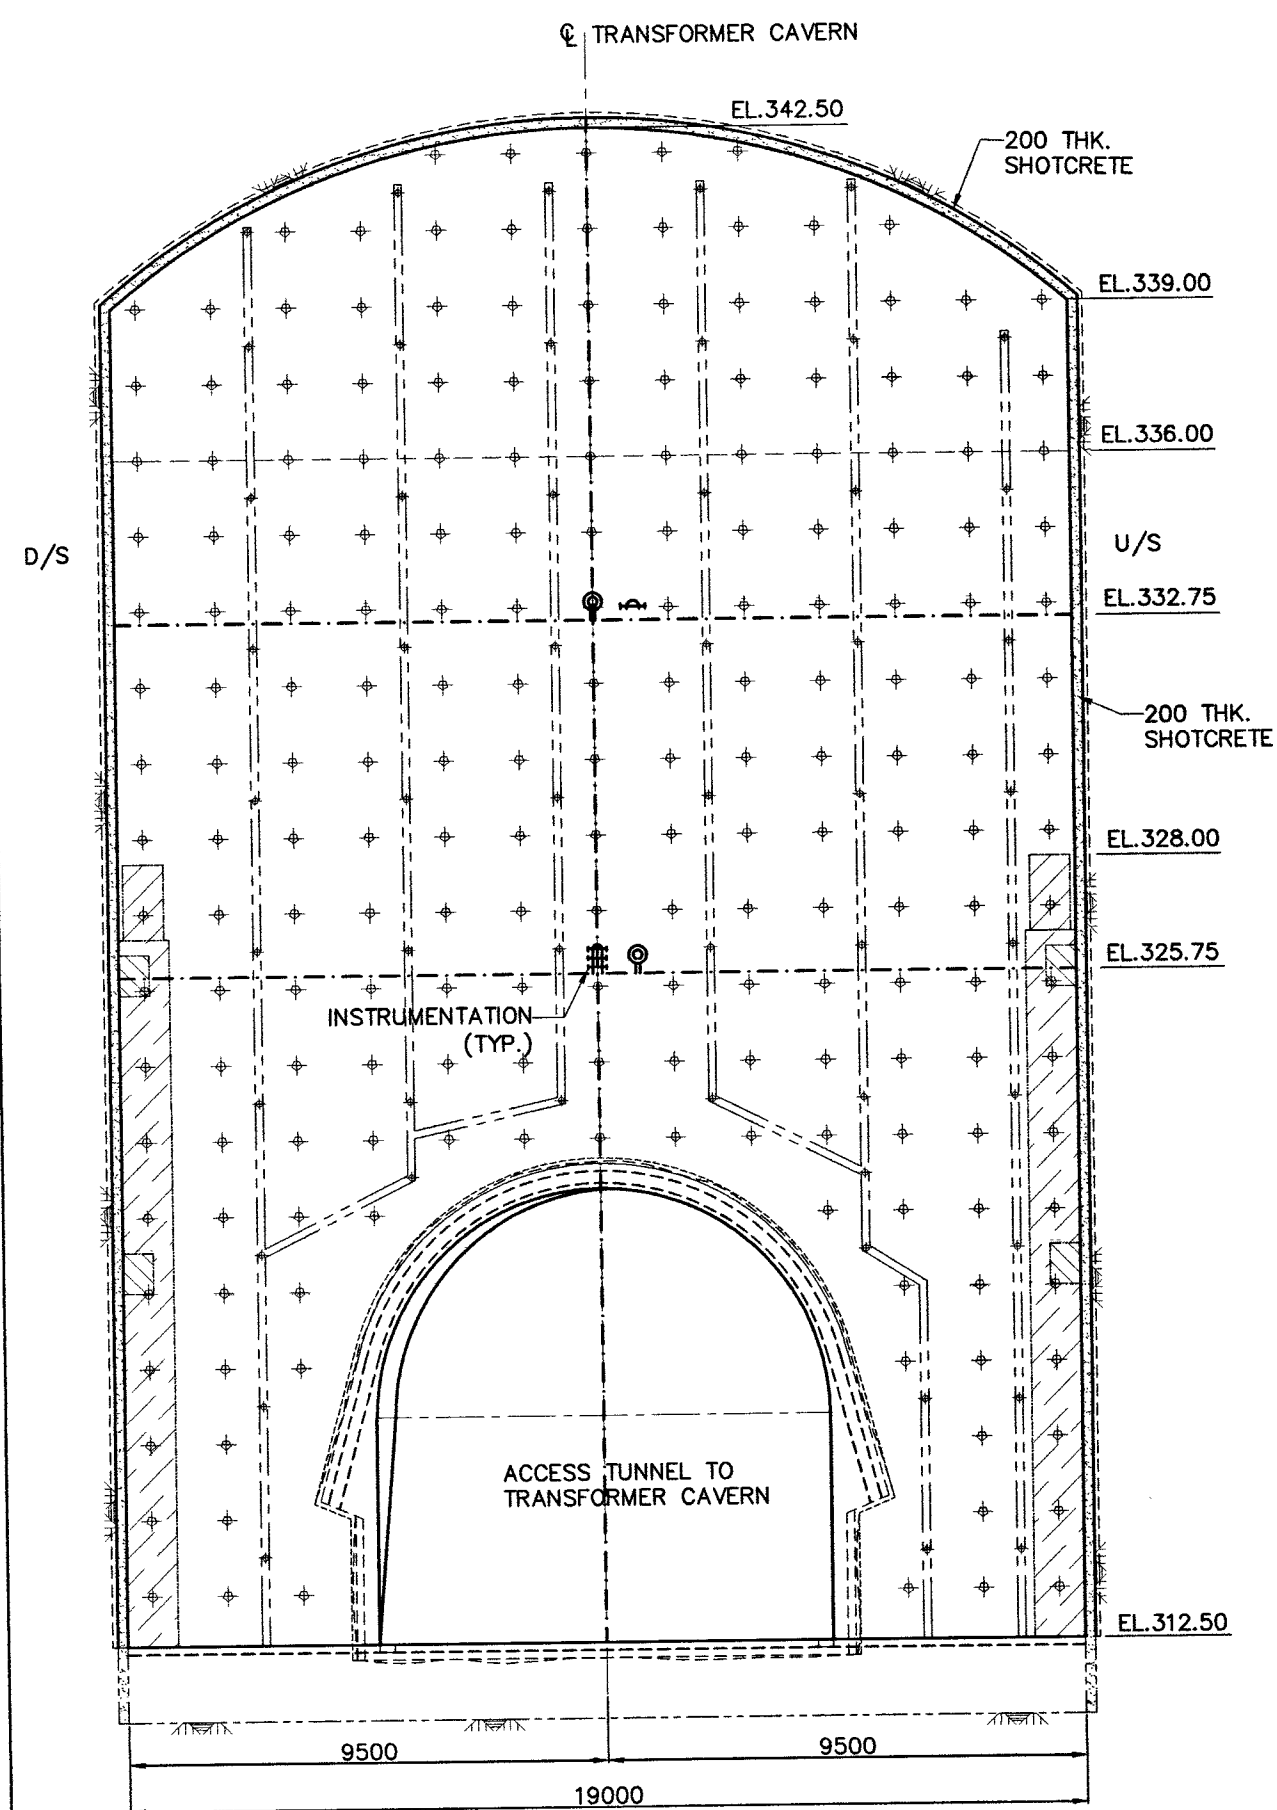 ℄ TRANSFORMER CAVERN
EL.342.50
200 THK.
SHOTCRETE
EL.339.00
EL.336.00
D/S
U/S
EL.332.75
200 THK.
SHOTCRETE
EL.328.00
EL.325.75
INSTRUMENTATION
(TYP.)
ACCESS TUNNEL TO
TRANSFORMER CAVERN
EL.312.50
9500
9500
19000